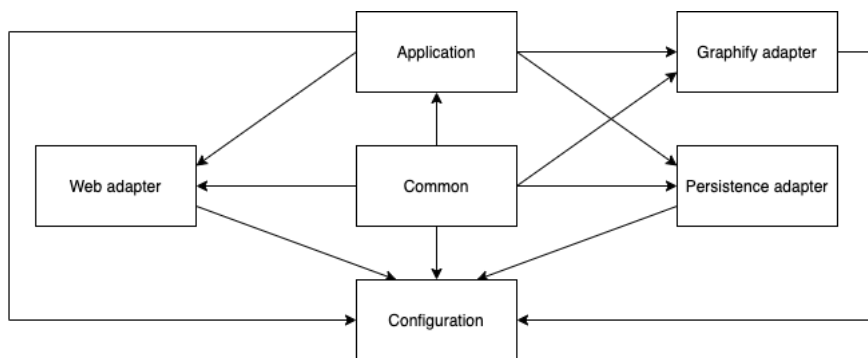 Application
Graphify adapter
Web adapter
Common
Persistence adapter
Configuration